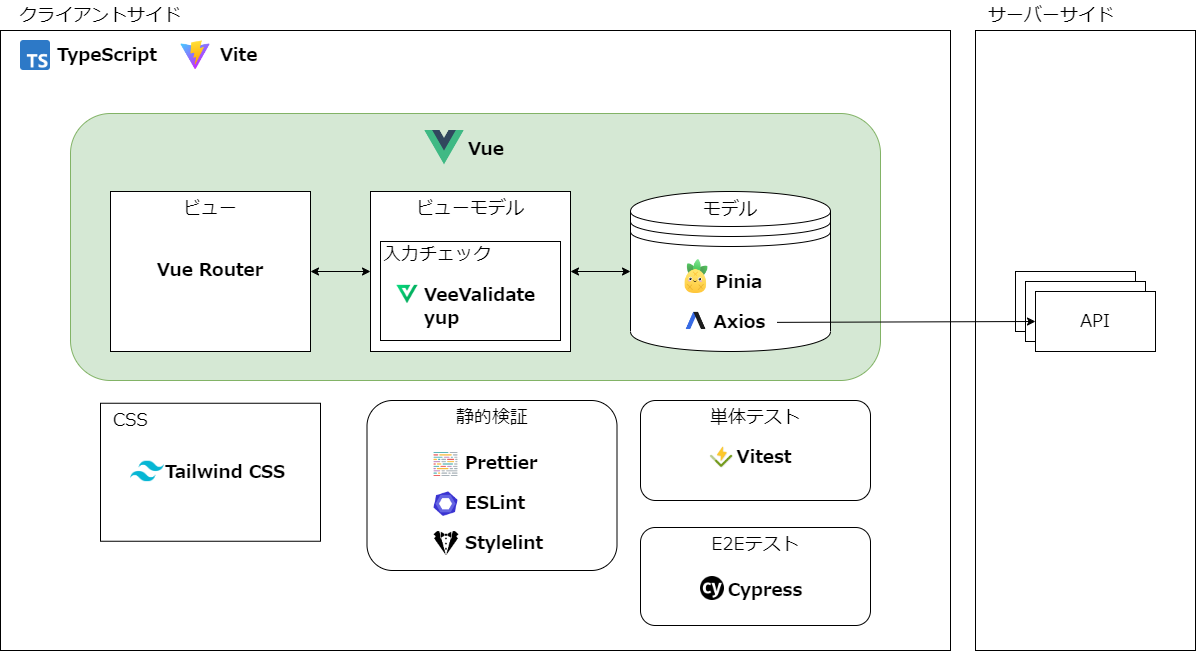 クライアントサイド
サーバーサイド
TS
TypeScript
Vite
Vue
ビュー
Vue Router
ビューモデル
入力チェック
VeeValidate
yup
モデル
Pinia
Axios
API
CSS
Tailwind CSS
静的検証
Prettier
ESLint
Stylelint
単体テスト
Vitest
E2Eテスト
cy
Cypress